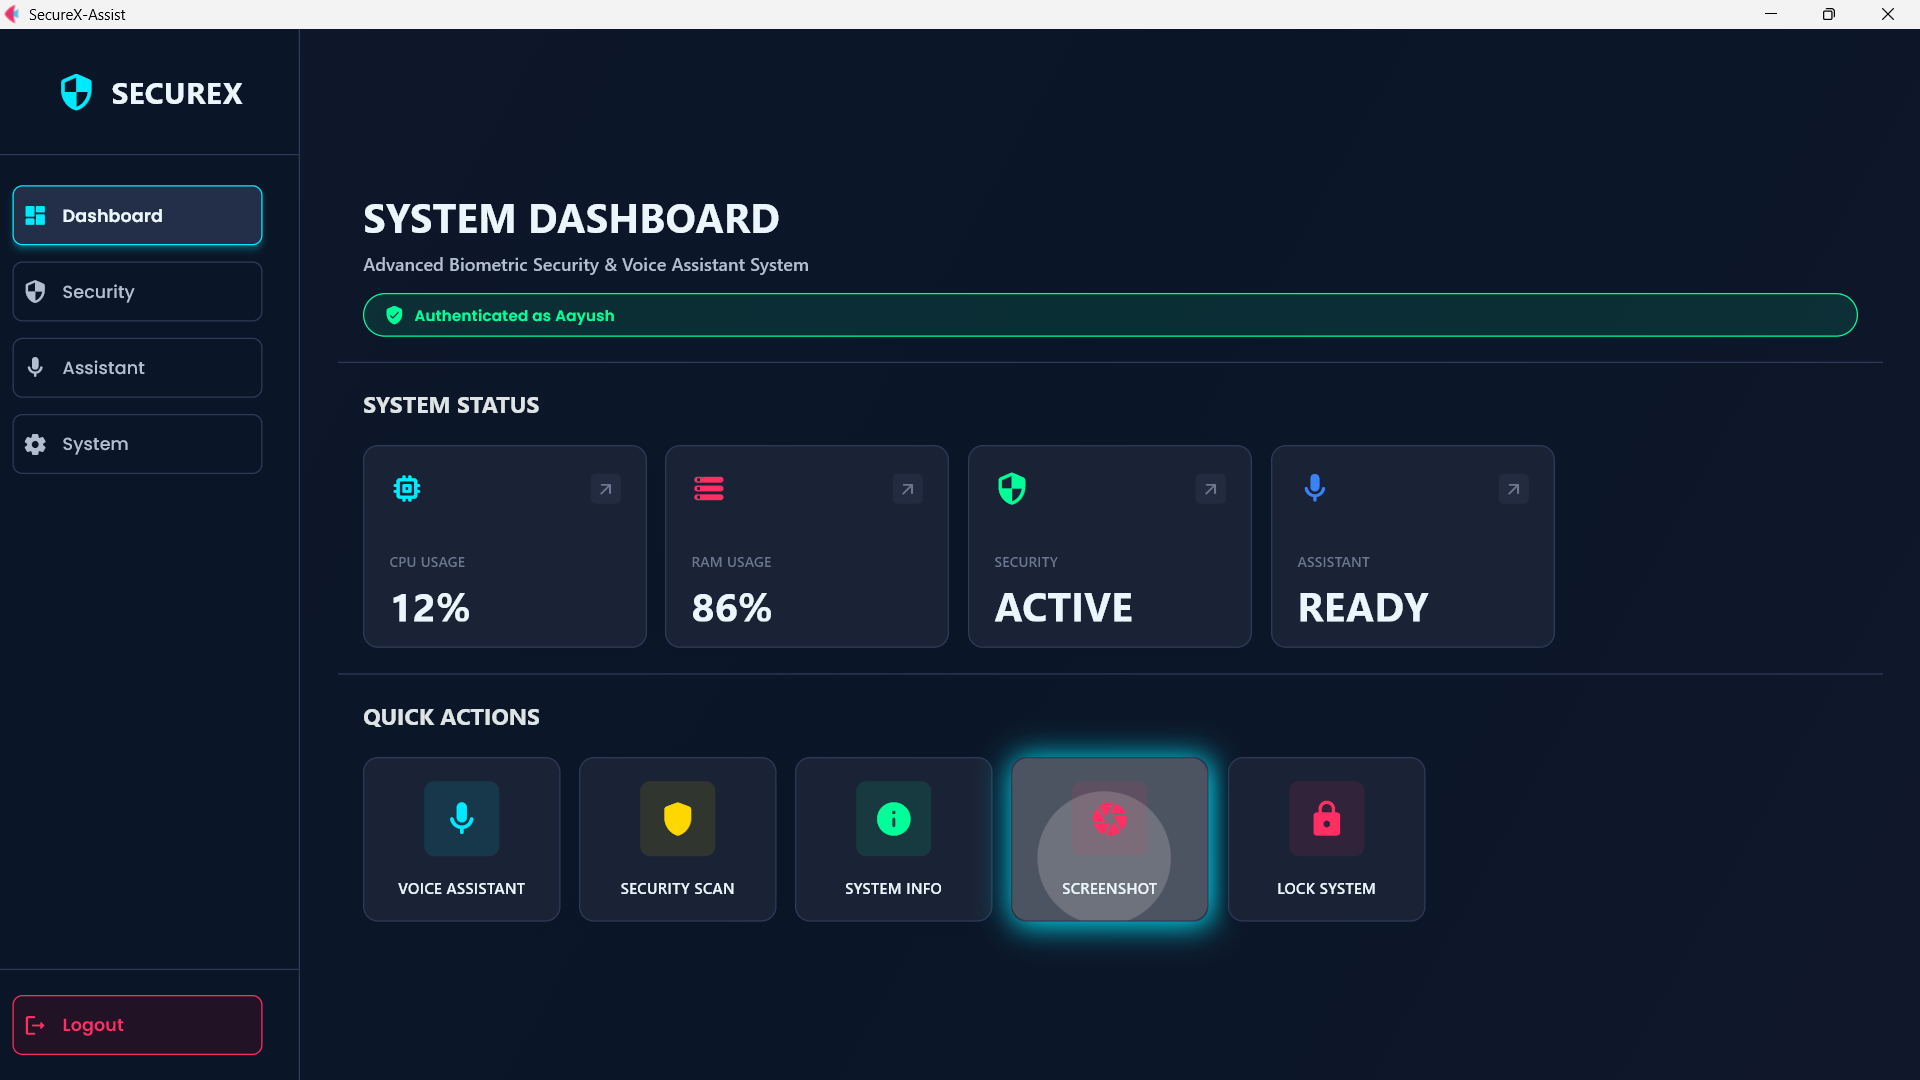 SecureX-Assist
SECUREX
Dashboard
Security
Assistant
System
Logout
SYSTEM DASHBOARD
Advanced Biometric Security & Voice Assistant System
Authenticated as Aayush
SYSTEM STATUS
CPU USAGE
12%
RAM USAGE
86%
SECURITY
ACTIVE
ASSISTANT
READY
QUICK ACTIONS
VOICE ASSISTANT
SECURITY SCAN
SYSTEM INFO
SCREENSHOT
LOCK SYSTEM